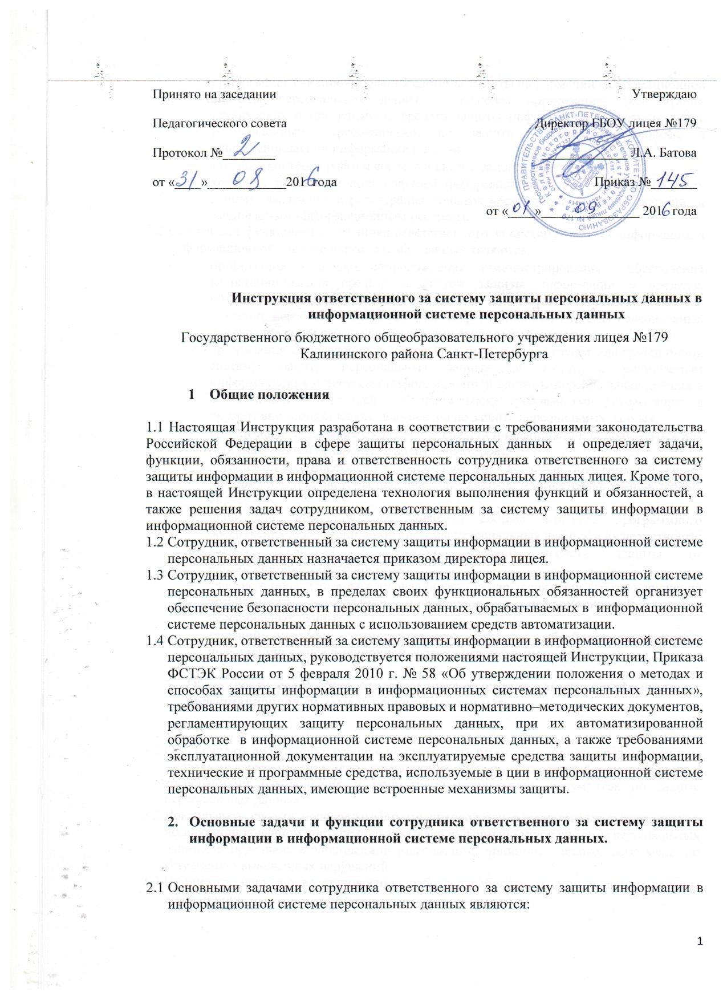 Принято на заседании
Педагогического совета
Протокол № 2
от «31» 08 2016 года
Утверждаю
Директор ГБОУ лицея №179
Л.А. Батова
Приказ № 145
от «01» 09 2016 года
Инструкция ответственного за систему защиты персональных данных в
информационной системе персональных данных
Государственного бюджетного общеобразовательного учреждения лицея №179
Калининского района Санкт-Петербурга
1 Общие положения
1.1 Настоящая Инструкция разработана в соответствии с требованиями законодательства
Российской Федерации в сфере защиты персональных данных и определяет задачи,
функции, обязанности, права и ответственность сотрудника ответственного за систему
защиты информации в информационной системе персональных данных лицея. Кроме того,
в настоящей Инструкции определена технология выполнения функций и обязанностей, а
также решения задач сотрудником, ответственным за систему защиты информации в
информационной системе персональных данных.
1.2 Сотрудник, ответственный за систему защиты информации в информационной системе
персональных данных назначается приказом директора лицея.
1.3 Сотрудник, ответственный за систему защиты информации в информационной системе
персональных данных, в пределах своих функциональных обязанностей организует
обеспечение безопасности персональных данных, обрабатываемых в информационной
системе персональных данных с использованием средств автоматизации.
1.4 Сотрудник, ответственный за систему защиты информации в информационной системе
персональных данных, руководствуется положениями настоящей Инструкции, Приказа
ФСТЭК России от 5 февраля 2010 г. № 58 «Об утверждении положения о методах и
способах защиты информации в информационных системах персональных данных»,
требованиями других нормативных правовых и нормативно–методических документов,
регламентирующих защиту персональных данных, при их автоматизированной
обработке в информационной системе персональных данных, а также требованиями
эксплуатационной документации на эксплуатируемые средства защиты информации,
технические и программные средства, используемые в ции в информационной системе
персональных данных, имеющие встроенные механизмы защиты.
2. Основные задачи и функции сотрудника ответственного за систему защиты
информации в информационной системе персональных данных.
2.1 Основными задачами сотрудника ответственного за систему защиты информации в
информационной системе персональных данных являются:
1